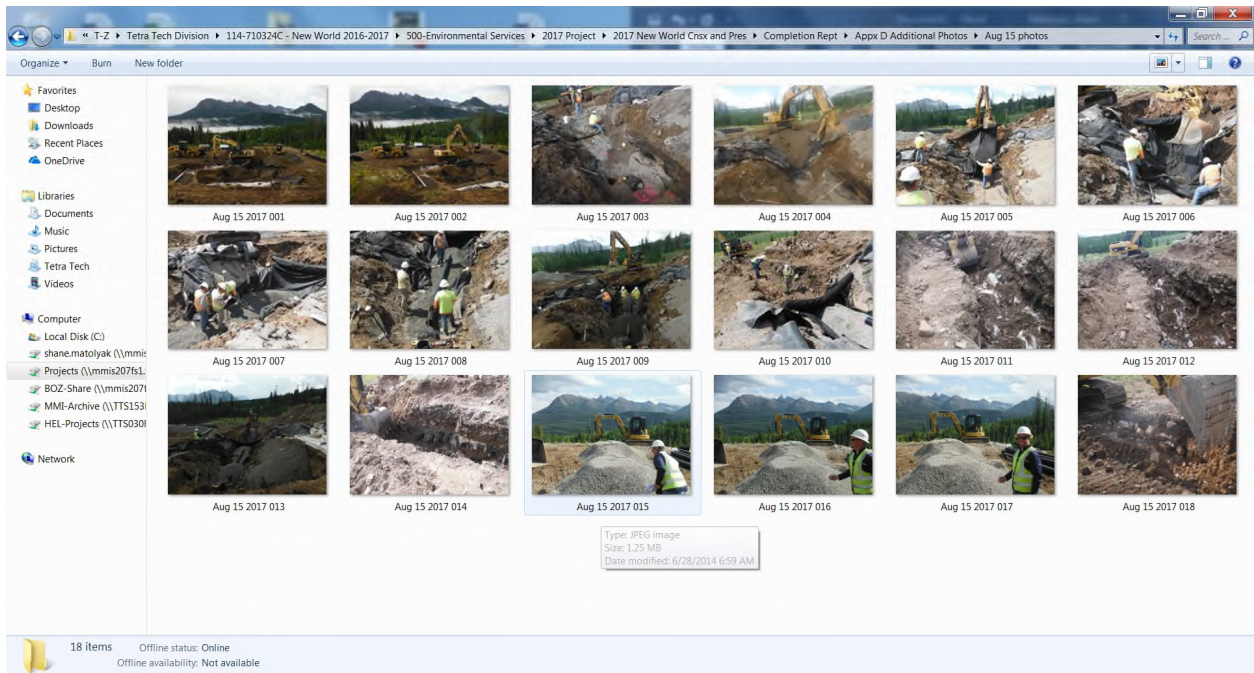 « T-Z ▸ Tetra Tech Division ▸ 114-710324C - New World 2016-2017 ▸ 500-Environmental Services ▸ 2017 Project ▸ 2017 New World Cnsx and Pres ▸ Completion Rept ▸ Appx D Additional Photos ▸ Aug 15 photos
Search ...
Organize ▾ Burn New folder
Favorites
Desktop
Downloads
Recent Places
OneDrive
Libraries
Documents
Music
Pictures
Tetra Tech
Videos
Computer
Local Disk (C:)
shane.matolyak (\\mmis
Projects (\\mmis207fs1.
BOZ-Share (\\mmis207f
MMI-Archive (\\TTS153
HEL-Projects (\\TTS030
Network
Aug 15 2017 001 Aug 15 2017 002 Aug 15 2017 003 Aug 15 2017 004 Aug 15 2017 005 Aug 15 2017 006
Aug 15 2017 007 Aug 15 2017 008 Aug 15 2017 009 Aug 15 2017 010 Aug 15 2017 011 Aug 15 2017 012
Aug 15 2017 013 Aug 15 2017 014 Aug 15 2017 015 Aug 15 2017 016 Aug 15 2017 017 Aug 15 2017 018
Type: JPEG image
Size: 1.25 MB
Date modified: 6/28/2014 6:59 AM
18 items Offline status: Online
Offline availability: Not available